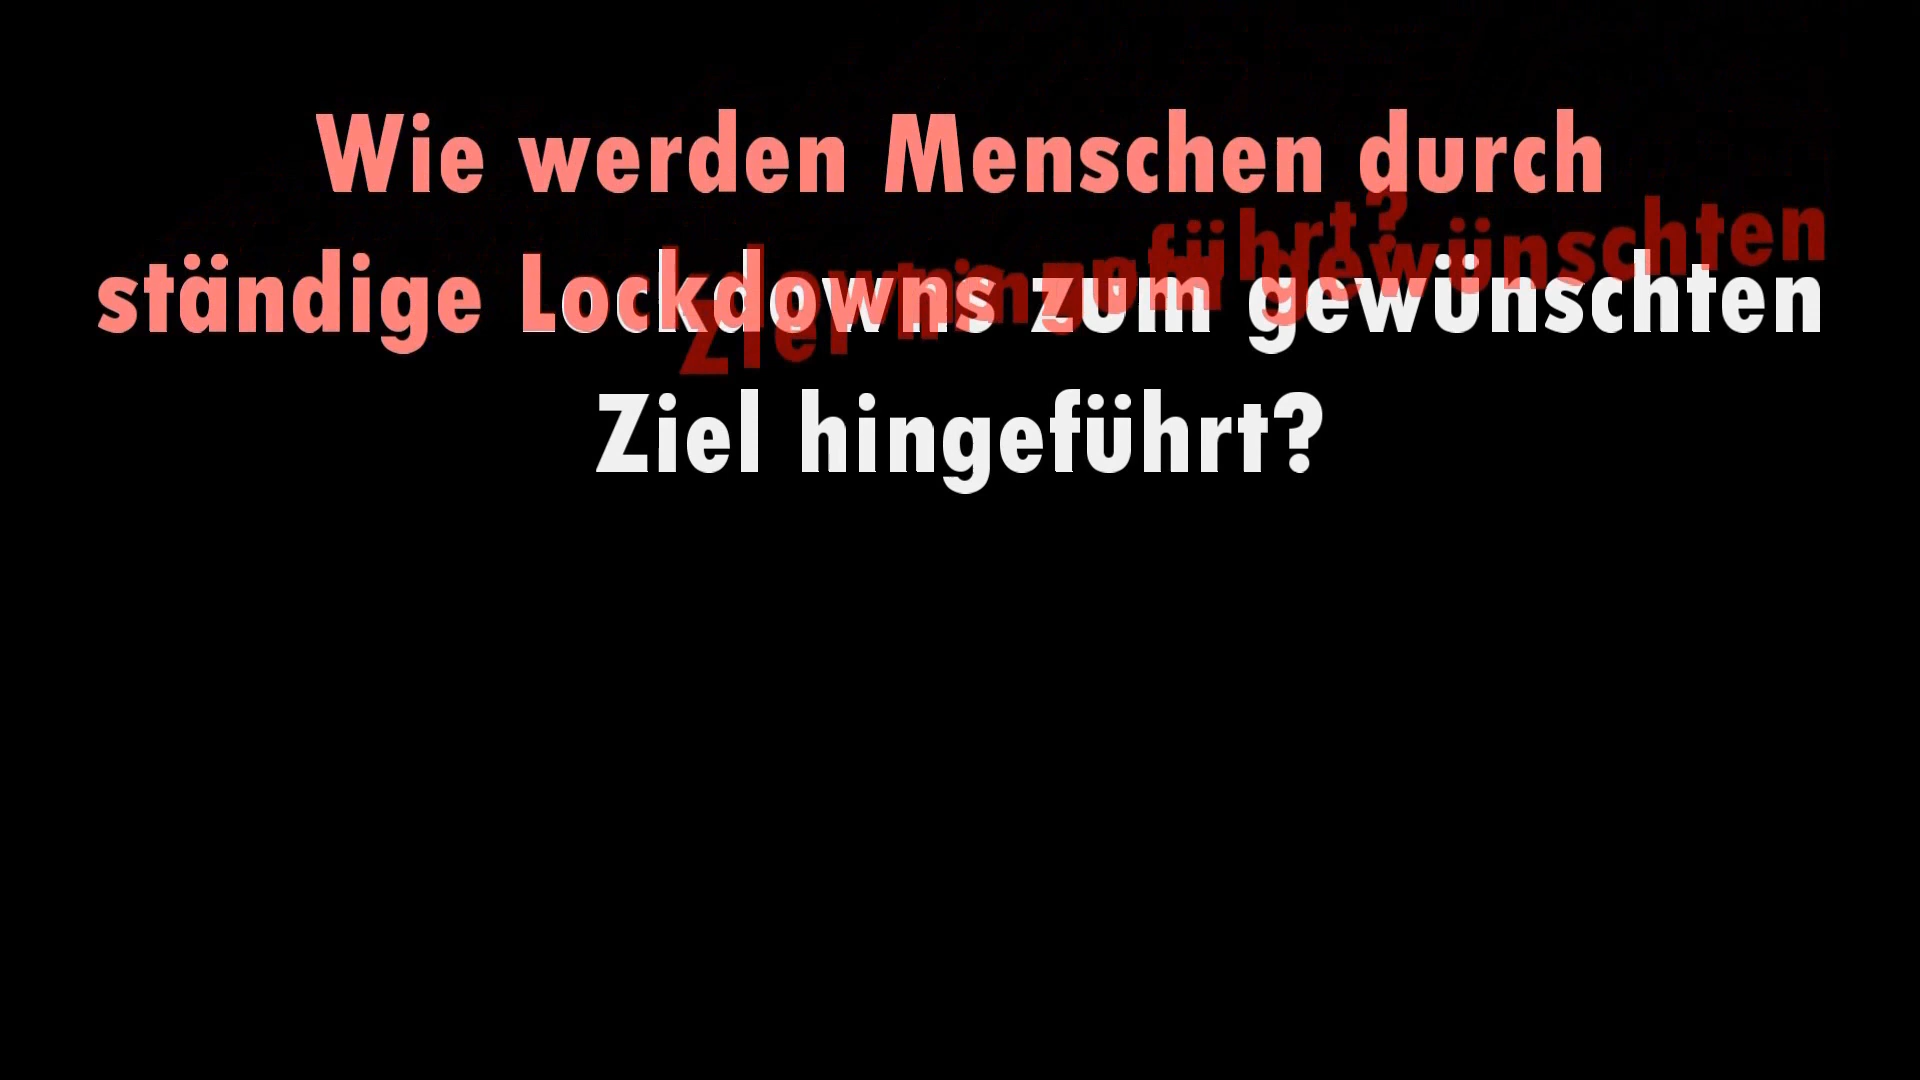 Wie werden Menschen durch
ständige Lockdowns zum gewünschten
Ziel hingeführt?